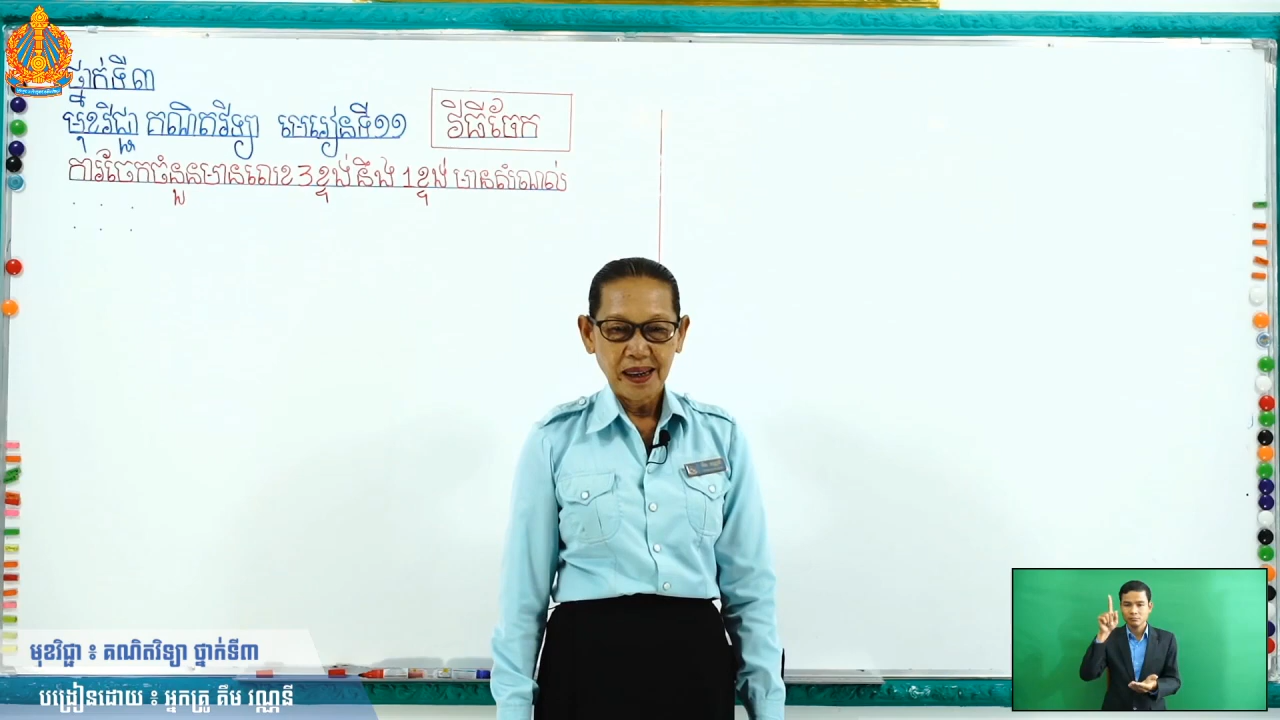 ថ្នាក់ទី៣
មុខវិជ្ជា គណិតវិទ្យា មេរៀនទី១១ វិធីចែក
ការចែកចំនួនមានលេខ 3 ខ្ទង់ នឹង 1 ខ្ទង់ មានសំណល់
មុខវិជ្ជា ៖ គណិតវិទ្យា ថ្នាក់ទី៣
បង្រៀនដោយ ៖ អ្នកគ្រូ គឹម វណ្ណនី